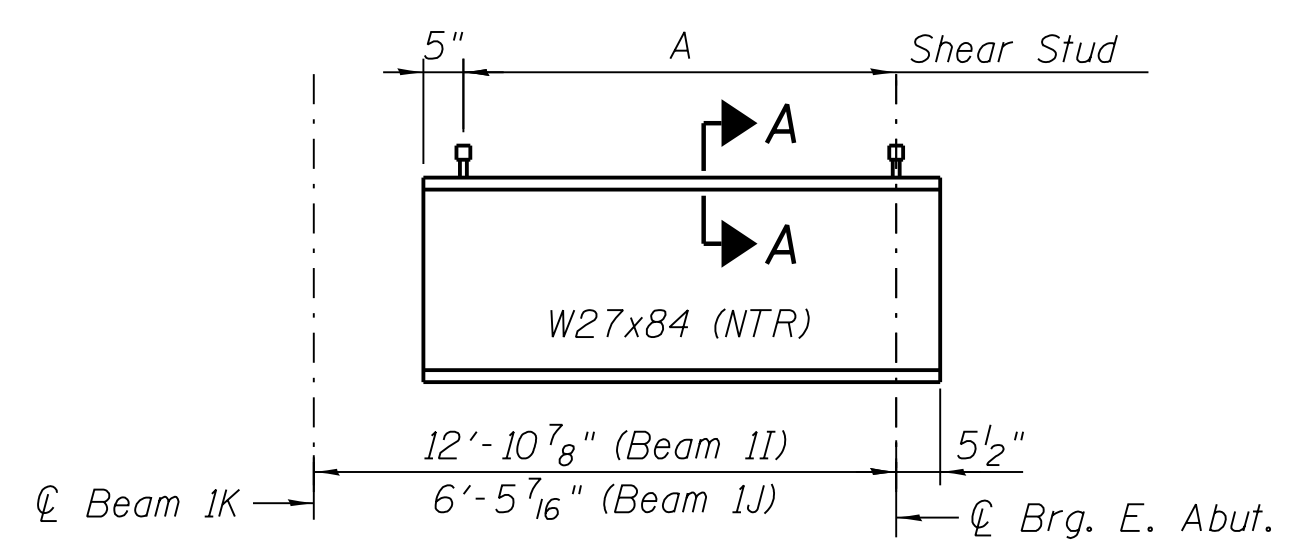 5" A Shear Stud
A
A
W27x84 (NTR)
12'-10 7/8" (Beam 1I) 5 1/2"
℄ Beam 1K 6'-5 7/16" (Beam 1J) ℄ Brg. E. Abut.